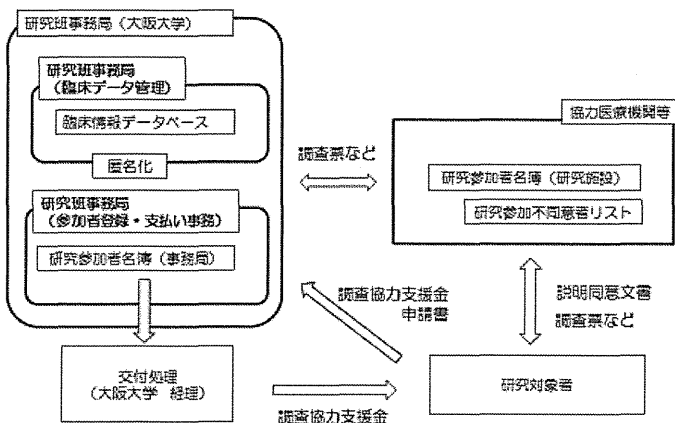 研究班事務局（大阪大学）
研究班事務局
（臨床データ管理）
臨床情報データベース
匿名化
研究班事務局
（参加者登録・支払い事務）
研究参加者名簿（事務局）
交付処理
（大阪大学　経理）
調査票など
協力医療機関等
研究参加者名簿（研究施設）
研究参加不同意者リスト
調査協力支援金
申請書
説明同意文書
調査票など
研究対象者
調査協力支援金